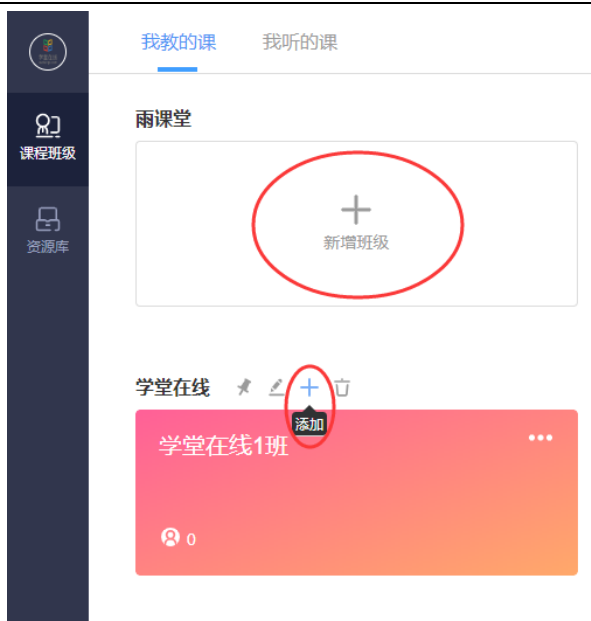 我教的课 我听的课
课程班级
资源库
雨课堂
新增班级
学堂在线
添加
学堂在线1班
0